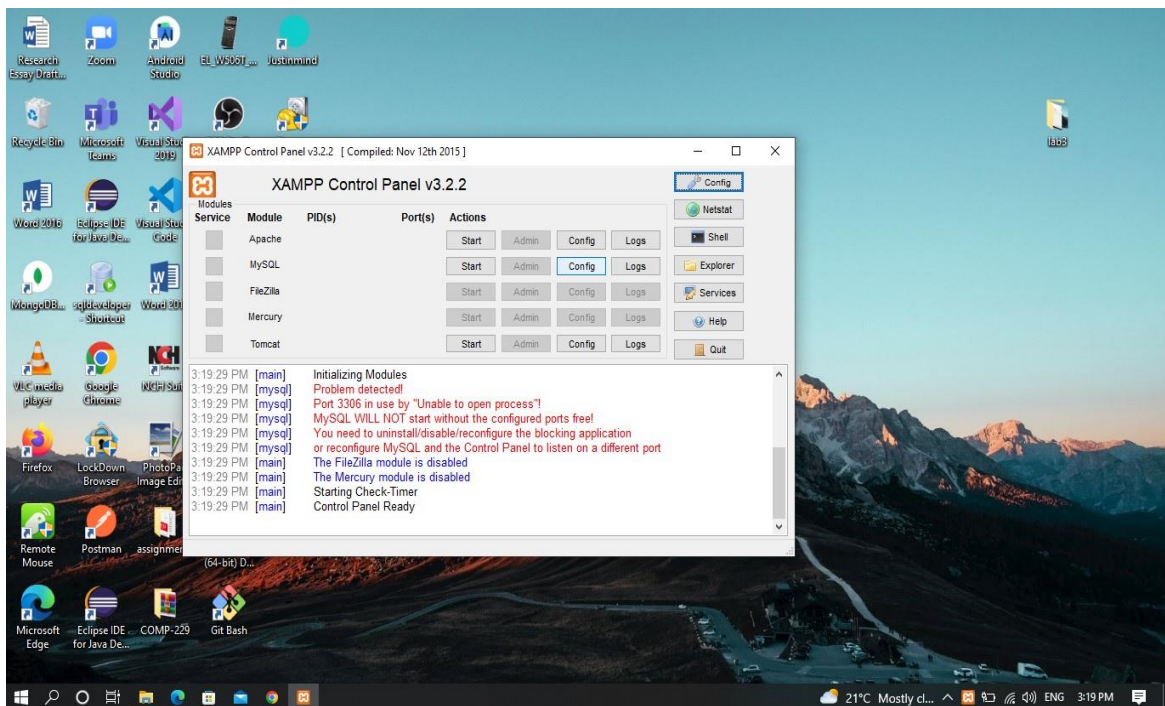 Research
Essay Draft...
Zoom
Android
Studio
EL_W506T_...
Justinmind
Recycle Bin
Microsoft
Teams
Visual Stu
2019
lab3
Word 2016
Eclipse IDE
for Java De...
Visual Stu
Code
MongoDB...
sqldeveloper
- Shortcut
Word 201
VLC media
player
Google
Chrome
NCH Suit
NCH
Software
Firefox
LockDown
Browser
PhotoPa
Image Edi
Remote
Mouse
Postman
assignmen
(64-bit) D...
Microsoft
Edge
Eclipse IDE
for Java De...
COMP-229
Git Bash
XAMPP Control Panel v3.2.2 [ Compiled: Nov 12th 2015 ]
XAMPP Control Panel v3.2.2
Config
Netstat
Shell
Explorer
Services
Help
Quit
Modules
Service Module PID(s) Port(s) Actions
Apache Start Admin Config Logs
MySQL Start Admin Config Logs
FileZilla Start Admin Config Logs
Mercury Start Admin Config Logs
Tomcat Start Admin Config Logs
3:19:29 PM [main] Initializing Modules
3:19:29 PM [mysql] Problem detected!
3:19:29 PM [mysql] Port 3306 in use by "Unable to open process"!
3:19:29 PM [mysql] MySQL WILL NOT start without the configured ports free!
3:19:29 PM [mysql] You need to uninstall/disable/reconfigure the blocking application
3:19:29 PM [mysql] or reconfigure MySQL and the Control Panel to listen on a different port
3:19:29 PM [main] The FileZilla module is disabled
3:19:29 PM [main] The Mercury module is disabled
3:19:29 PM [main] Starting Check-Timer
3:19:29 PM [main] Control Panel Ready
21°C Mostly cl... ENG 3:19 PM